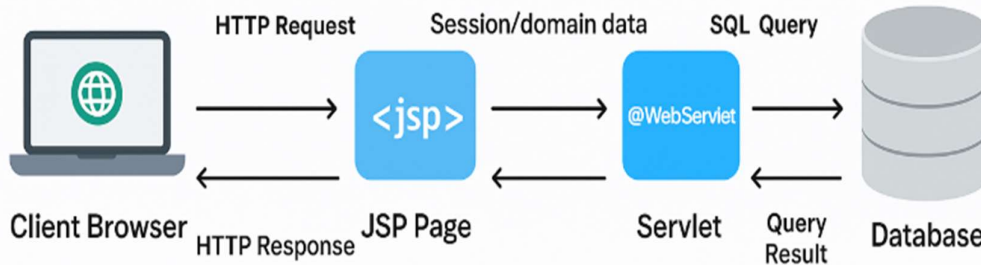 HTTP Request
Session/domain data
SQL Query
<jsp>
@WebServlet
Client Browser
JSP Page
Servlet
Database
HTTP Response
Query
Result